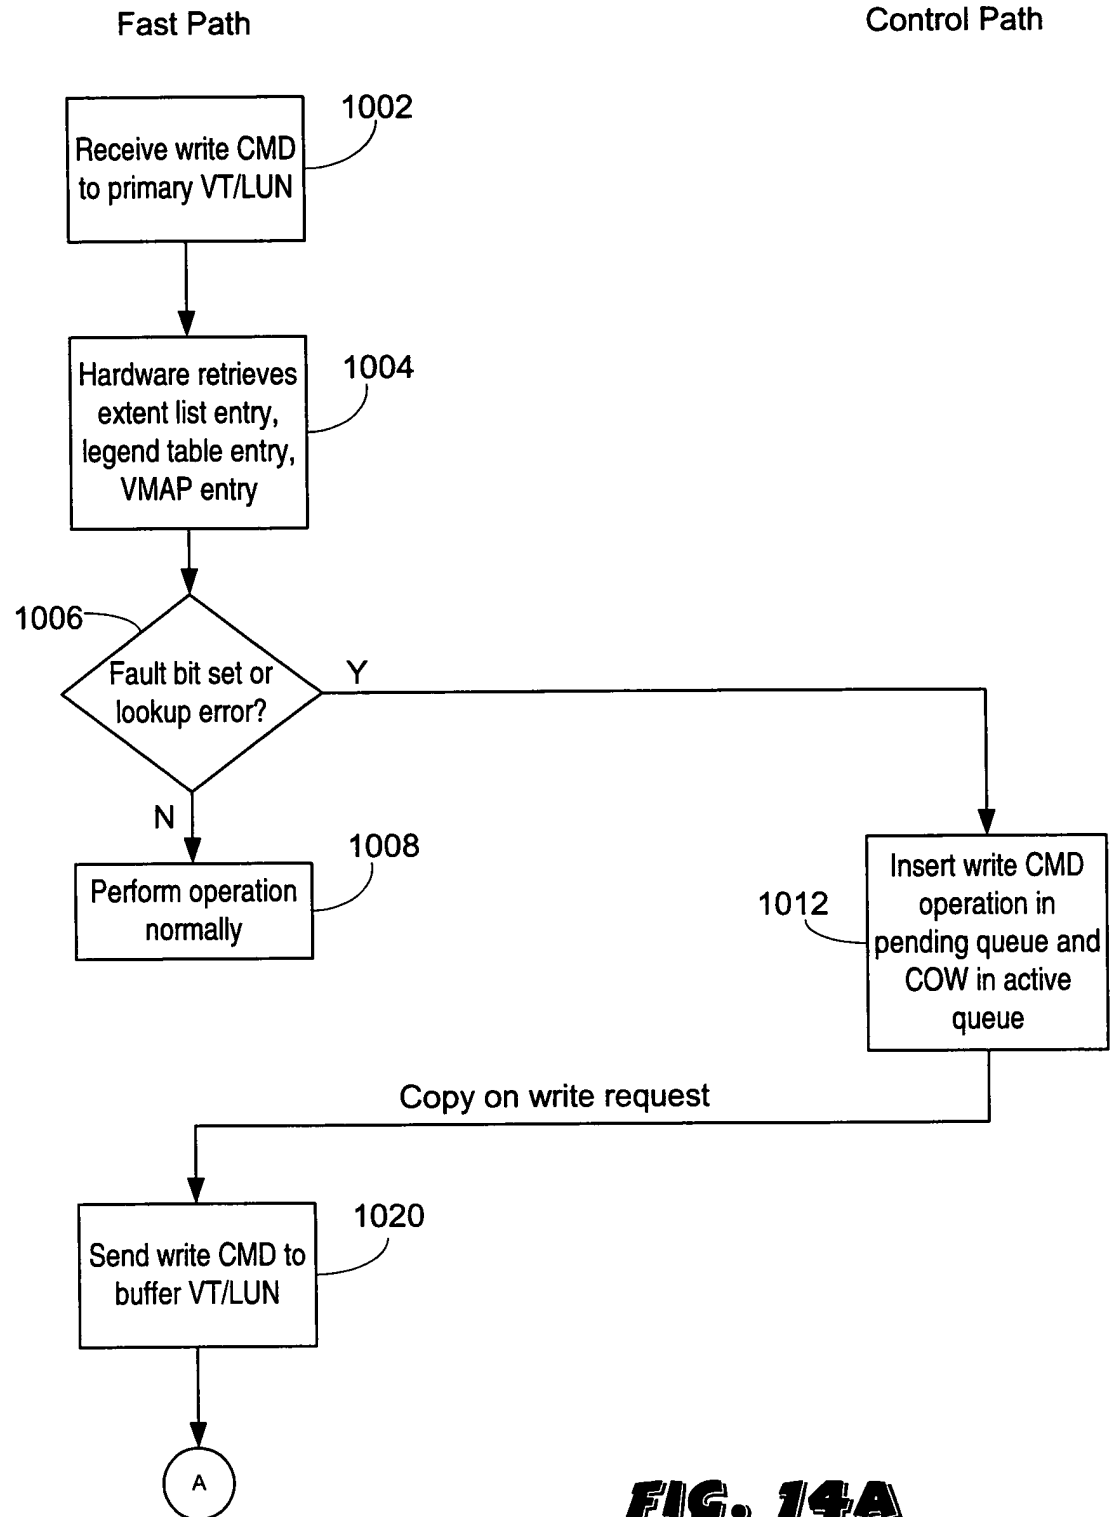 Fast Path
Control Path
1002
Receive write CMD
to primary VT/LUN
1004
Hardware retrieves
extent list entry,
legend table entry,
VMAP entry
1006
Fault bit set or
lookup error?
Y
N
1008
Perform operation
normally
1012
Insert write CMD
operation in
pending queue and
COW in active
queue
Copy on write request
1020
Send write CMD to
buffer VT/LUN
A
FIG. 14A